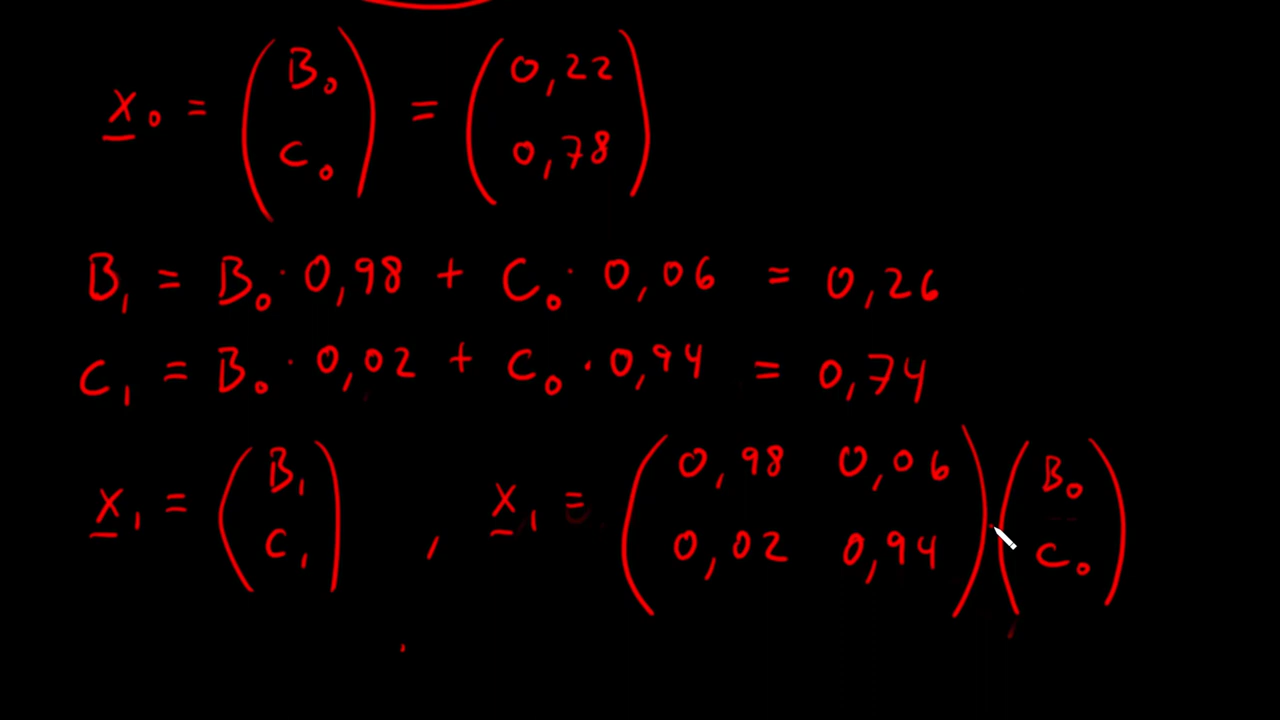 x₀ = (B₀ C₀) = (0,22 0,78)
B₁ = B₀ · 0,98 + C₀ · 0,06 = 0,26
C₁ = B₀ · 0,02 + C₀ · 0,94 = 0,74
x₁ = (B₁ C₁) , x₁ = (0,98 0,06 0,02 0,94) (B₀ C₀)